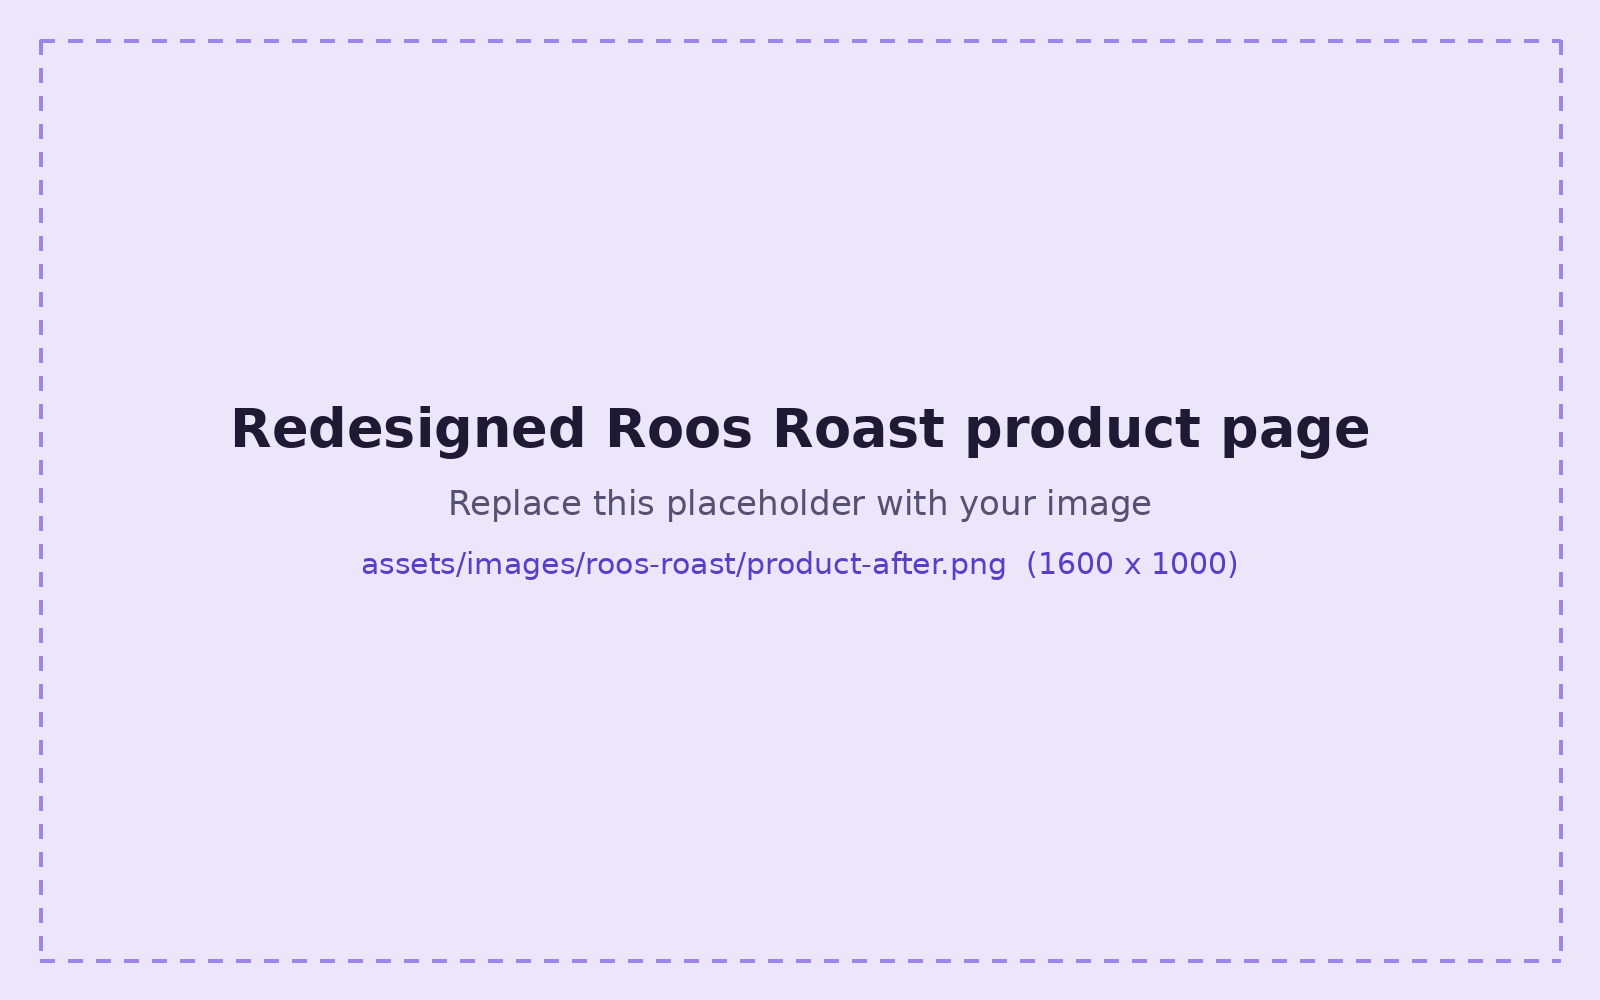 Redesigned Roos Roast product page
Replace this placeholder with your image
assets/images/roos-roast/product-after.png (1600 x 1000)